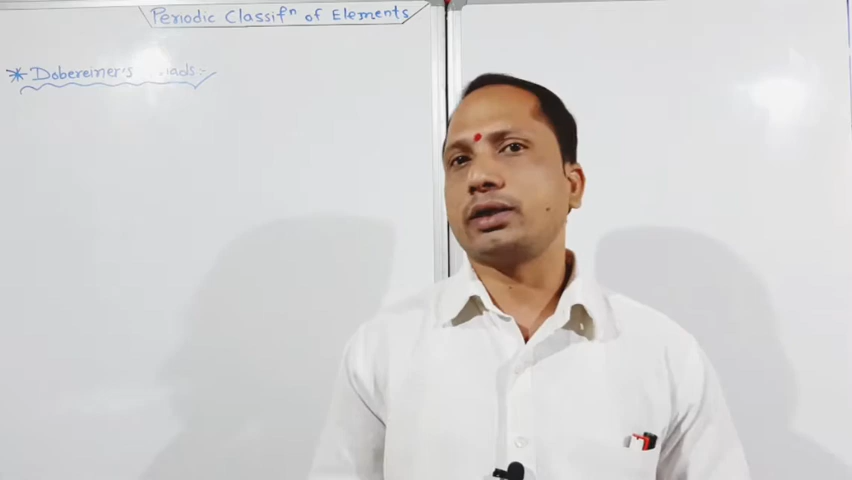 Periodic Classifⁿ of Elements
* Dobereiner's :-